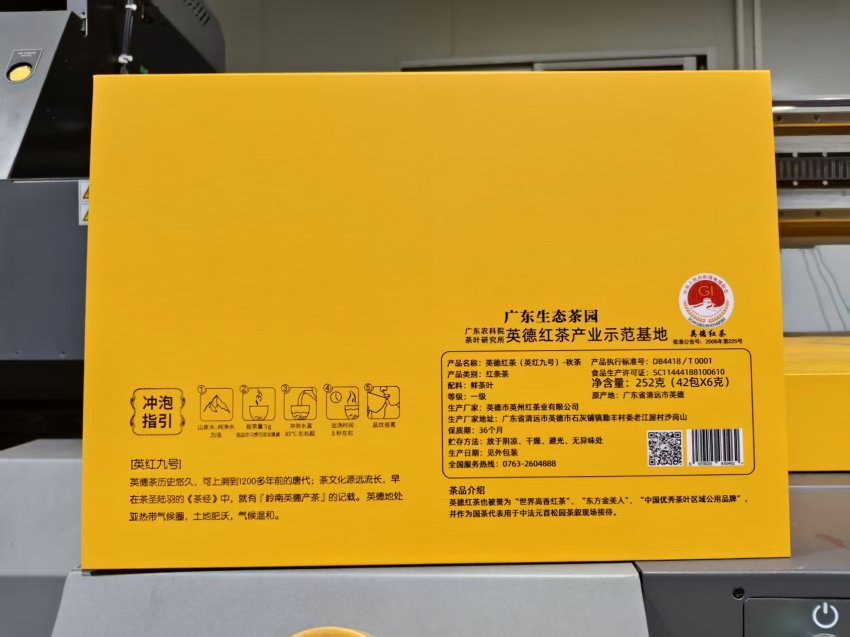 广东生态茶园
广东农科院
茶叶研究所
英德红茶产业示范基地
GI
英德红茶
批准公告号：2006年第225号
产品名称：英德红茶（英红九号）-秋茶
产品执行标准号：DB4418/T 0001
产品类别：红条茶
食品生产许可证：SC11444188100610
配料：鲜茶叶
净含量：252克（42包X6克）
等级：一级
原产地：广东省清远市英德
生产厂家：英德市英州红茶业有限公司
生产厂家地址：广东省清远市英德市石灰铺镇勤丰村委老江屋村沙岗山
保质期：36个月
贮存方法：放于阴凉、干燥、避光、无异味处
生产日期：见外包装
全国服务热线：0763-2604888
茶品介绍
英德红茶也被誉为“世界高香红茶”、“东方金美人”、“中国优秀茶叶区域公用品牌”，
并作为国茶代表用于中法元首松园茶叙现场接待。
冲泡
指引
1
2
3
4
5
山泉水、纯净水
为佳
投茶量5g
冲泡水温
85℃左右起
出汤时间
5秒左右
品饮佳茗
[英红九号]
英德茶历史悠久，可上溯到1200多年前的唐代；茶文化源远流长，早
在茶圣陆羽的《茶经》中，就有「岭南英德产茶」的记载。英德地处
亚热带气候圈，土地肥沃，气候温和。